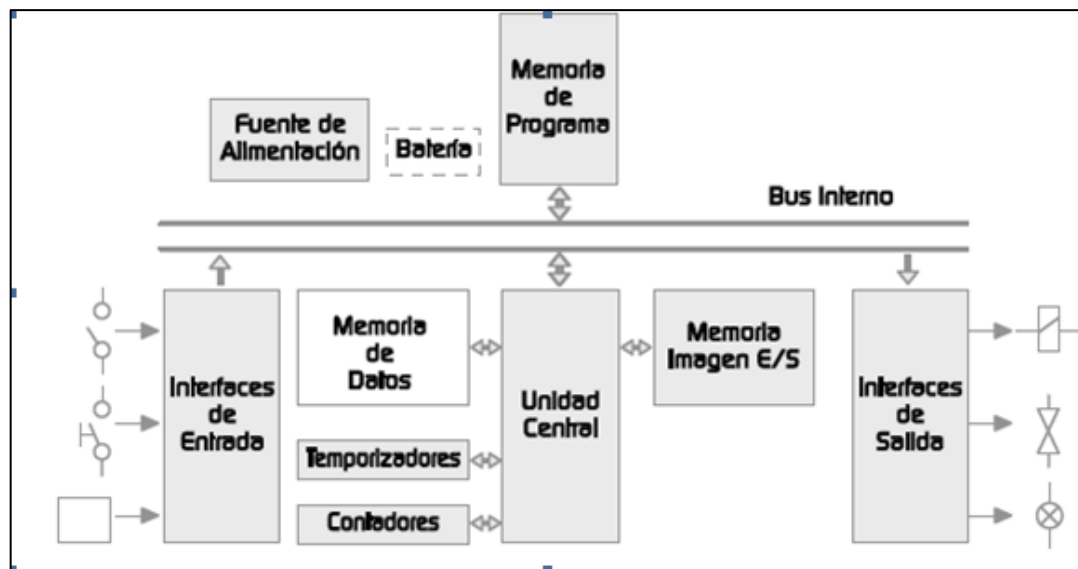 Memoria
de
Programa
Fuente de
Alimentación
Batería
Bus Interno
Interfaces
de
Entrada
Memoria
de
Datos
Temporizadores
Contadores
Unidad
Central
Memoria
Imagen E/S
Interfaces
de
Salida